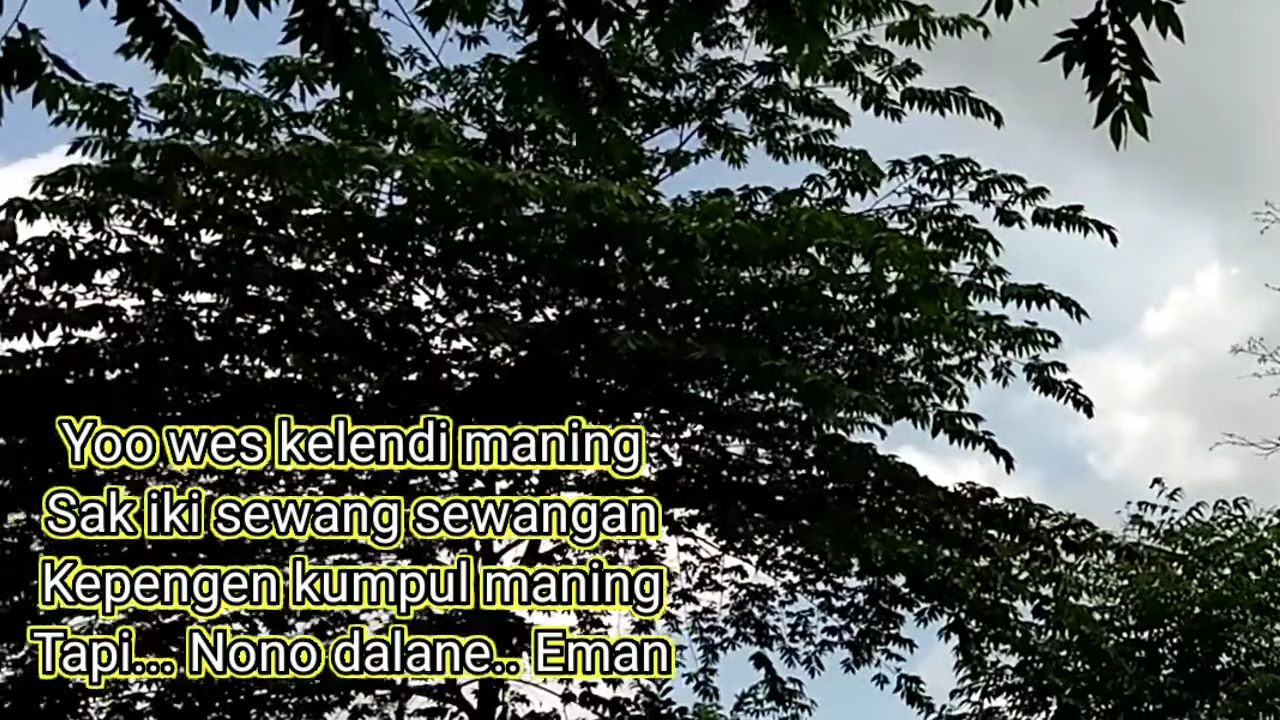 Yoo wes kelendi maning
Sak iki sewang sewangan
Kepengen kumpul maning
Tapi... Nono dalane.. Eman